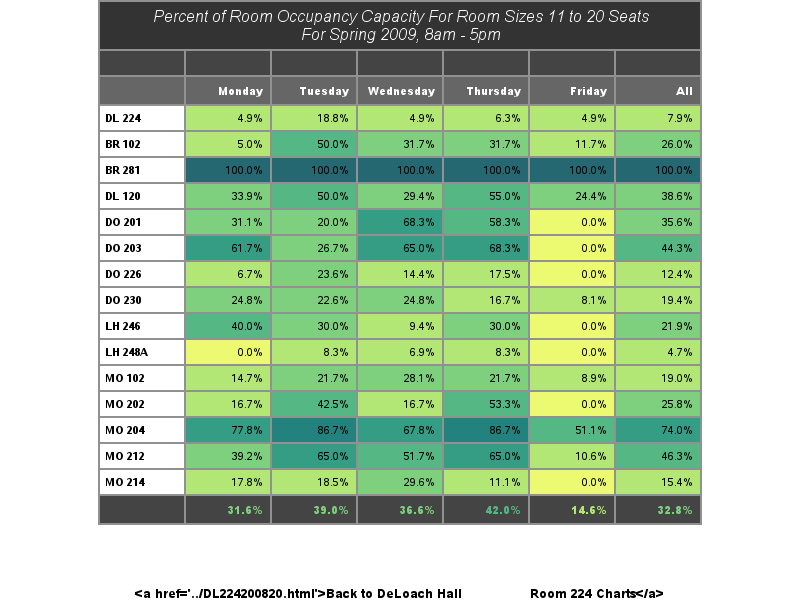 Percent of Room Occupancy Capacity For Room Sizes 11 to 20 Seats
For Spring 2009, 8am - 5pm
Monday Tuesday Wednesday Thursday Friday All
DL 224 4.9% 18.8% 4.9% 6.3% 4.9% 7.9%
BR 102 5.0% 50.0% 31.7% 31.7% 11.7% 26.0%
BR 281 100.0% 100.0% 100.0% 100.0% 100.0% 100.0%
DL 120 33.9% 50.0% 29.4% 55.0% 24.4% 38.6%
DO 201 31.1% 20.0% 68.3% 58.3% 0.0% 35.6%
DO 203 61.7% 26.7% 65.0% 68.3% 0.0% 44.3%
DO 226 6.7% 23.6% 14.4% 17.5% 0.0% 12.4%
DO 230 24.8% 22.6% 24.8% 16.7% 8.1% 19.4%
LH 246 40.0% 30.0% 9.4% 30.0% 0.0% 21.9%
LH 248A 0.0% 8.3% 6.9% 8.3% 0.0% 4.7%
MO 102 14.7% 21.7% 28.1% 21.7% 8.9% 19.0%
MO 202 16.7% 42.5% 16.7% 53.3% 0.0% 25.8%
MO 204 77.8% 86.7% 67.8% 86.7% 51.1% 74.0%
MO 212 39.2% 65.0% 51.7% 65.0% 10.6% 46.3%
MO 214 17.8% 18.5% 29.6% 11.1% 0.0% 15.4%
31.6% 39.0% 36.6% 42.0% 14.6% 32.8%
<a href='../DL224200820.html'>Back to DeLoach Hall Room 224 Charts</a>